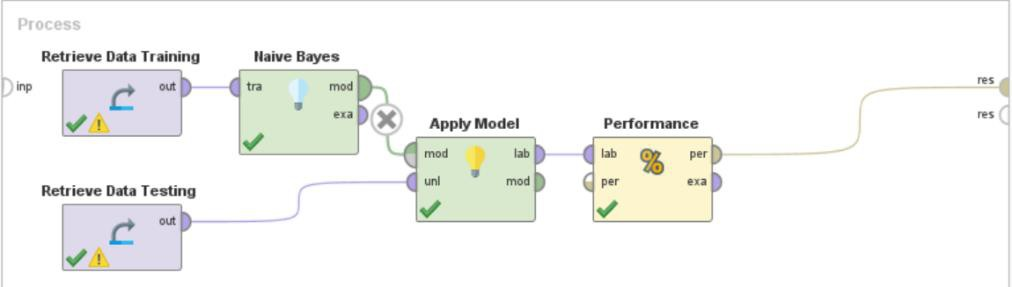 Process
Retrieve Data Training
Naive Bayes
inp
out
tra
mod
exa
res
res
Apply Model
Performance
mod
lab
unl
mod
lab
per
%
per
exa
Retrieve Data Testing
out